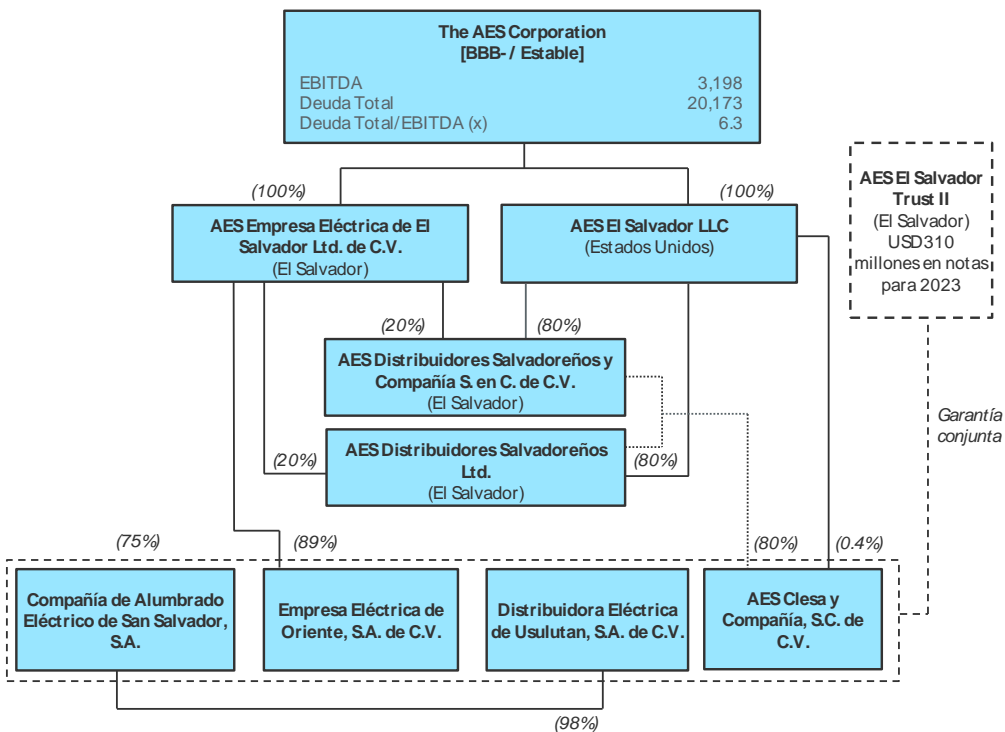 The AES Corporation
[BBB- / Estable]
EBITDA 3,198
Deuda Total 20,173
Deuda Total/EBITDA (x) 6.3
(100%)
(100%)
AES El Salvador
Trust II
(El Salvador)
USD310
millones en notas
para 2023
AES Empresa Eléctrica de El
Salvador Ltd. de C.V.
(El Salvador)
AES El Salvador LLC
(Estados Unidos)
(20%)
(80%)
AES Distribuidores Salvadoreños y
Compañía S. en C. de C.V.
(El Salvador)
Garantía
conjunta
(20%)
AES Distribuidores Salvadoreños
Ltd.
(El Salvador)
(80%)
(75%)
(89%)
(80%)
(0.4%)
Compañía de Alumbrado
Eléctrico de San Salvador,
S.A.
Empresa Eléctrica de
Oriente, S.A. de C.V.
Distribuidora Eléctrica
de Usulutan, S.A. de C.V.
AES Clesa y
Compañía, S.C. de
C.V.
(98%)